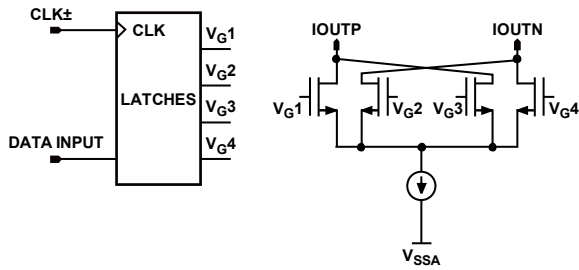 CLK±
CLK
VG1
VG2
LATCHES
VG3
DATA INPUT
VG4
IOUTP
IOUTN
VG1
VG2
VG3
VG4
VSSA